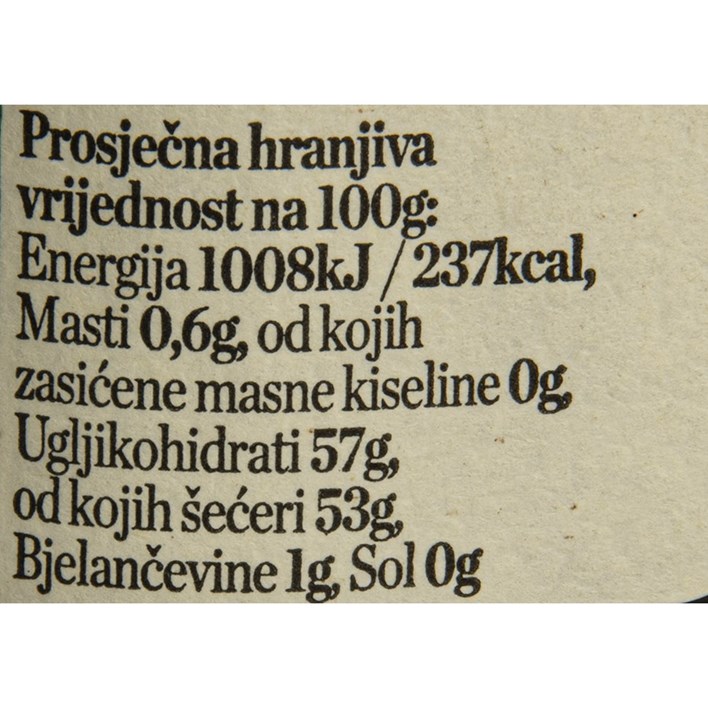 Prosječna hranjiva
vrijednost na 100g:
Energija 1008kJ / 237kcal,
Masti 0,6g, od kojih
zasićene masne kiseline 0g,
Ugljikohidrati 57g,
od kojih šećeri 53g,
Bjelančevine 1g, Sol 0g